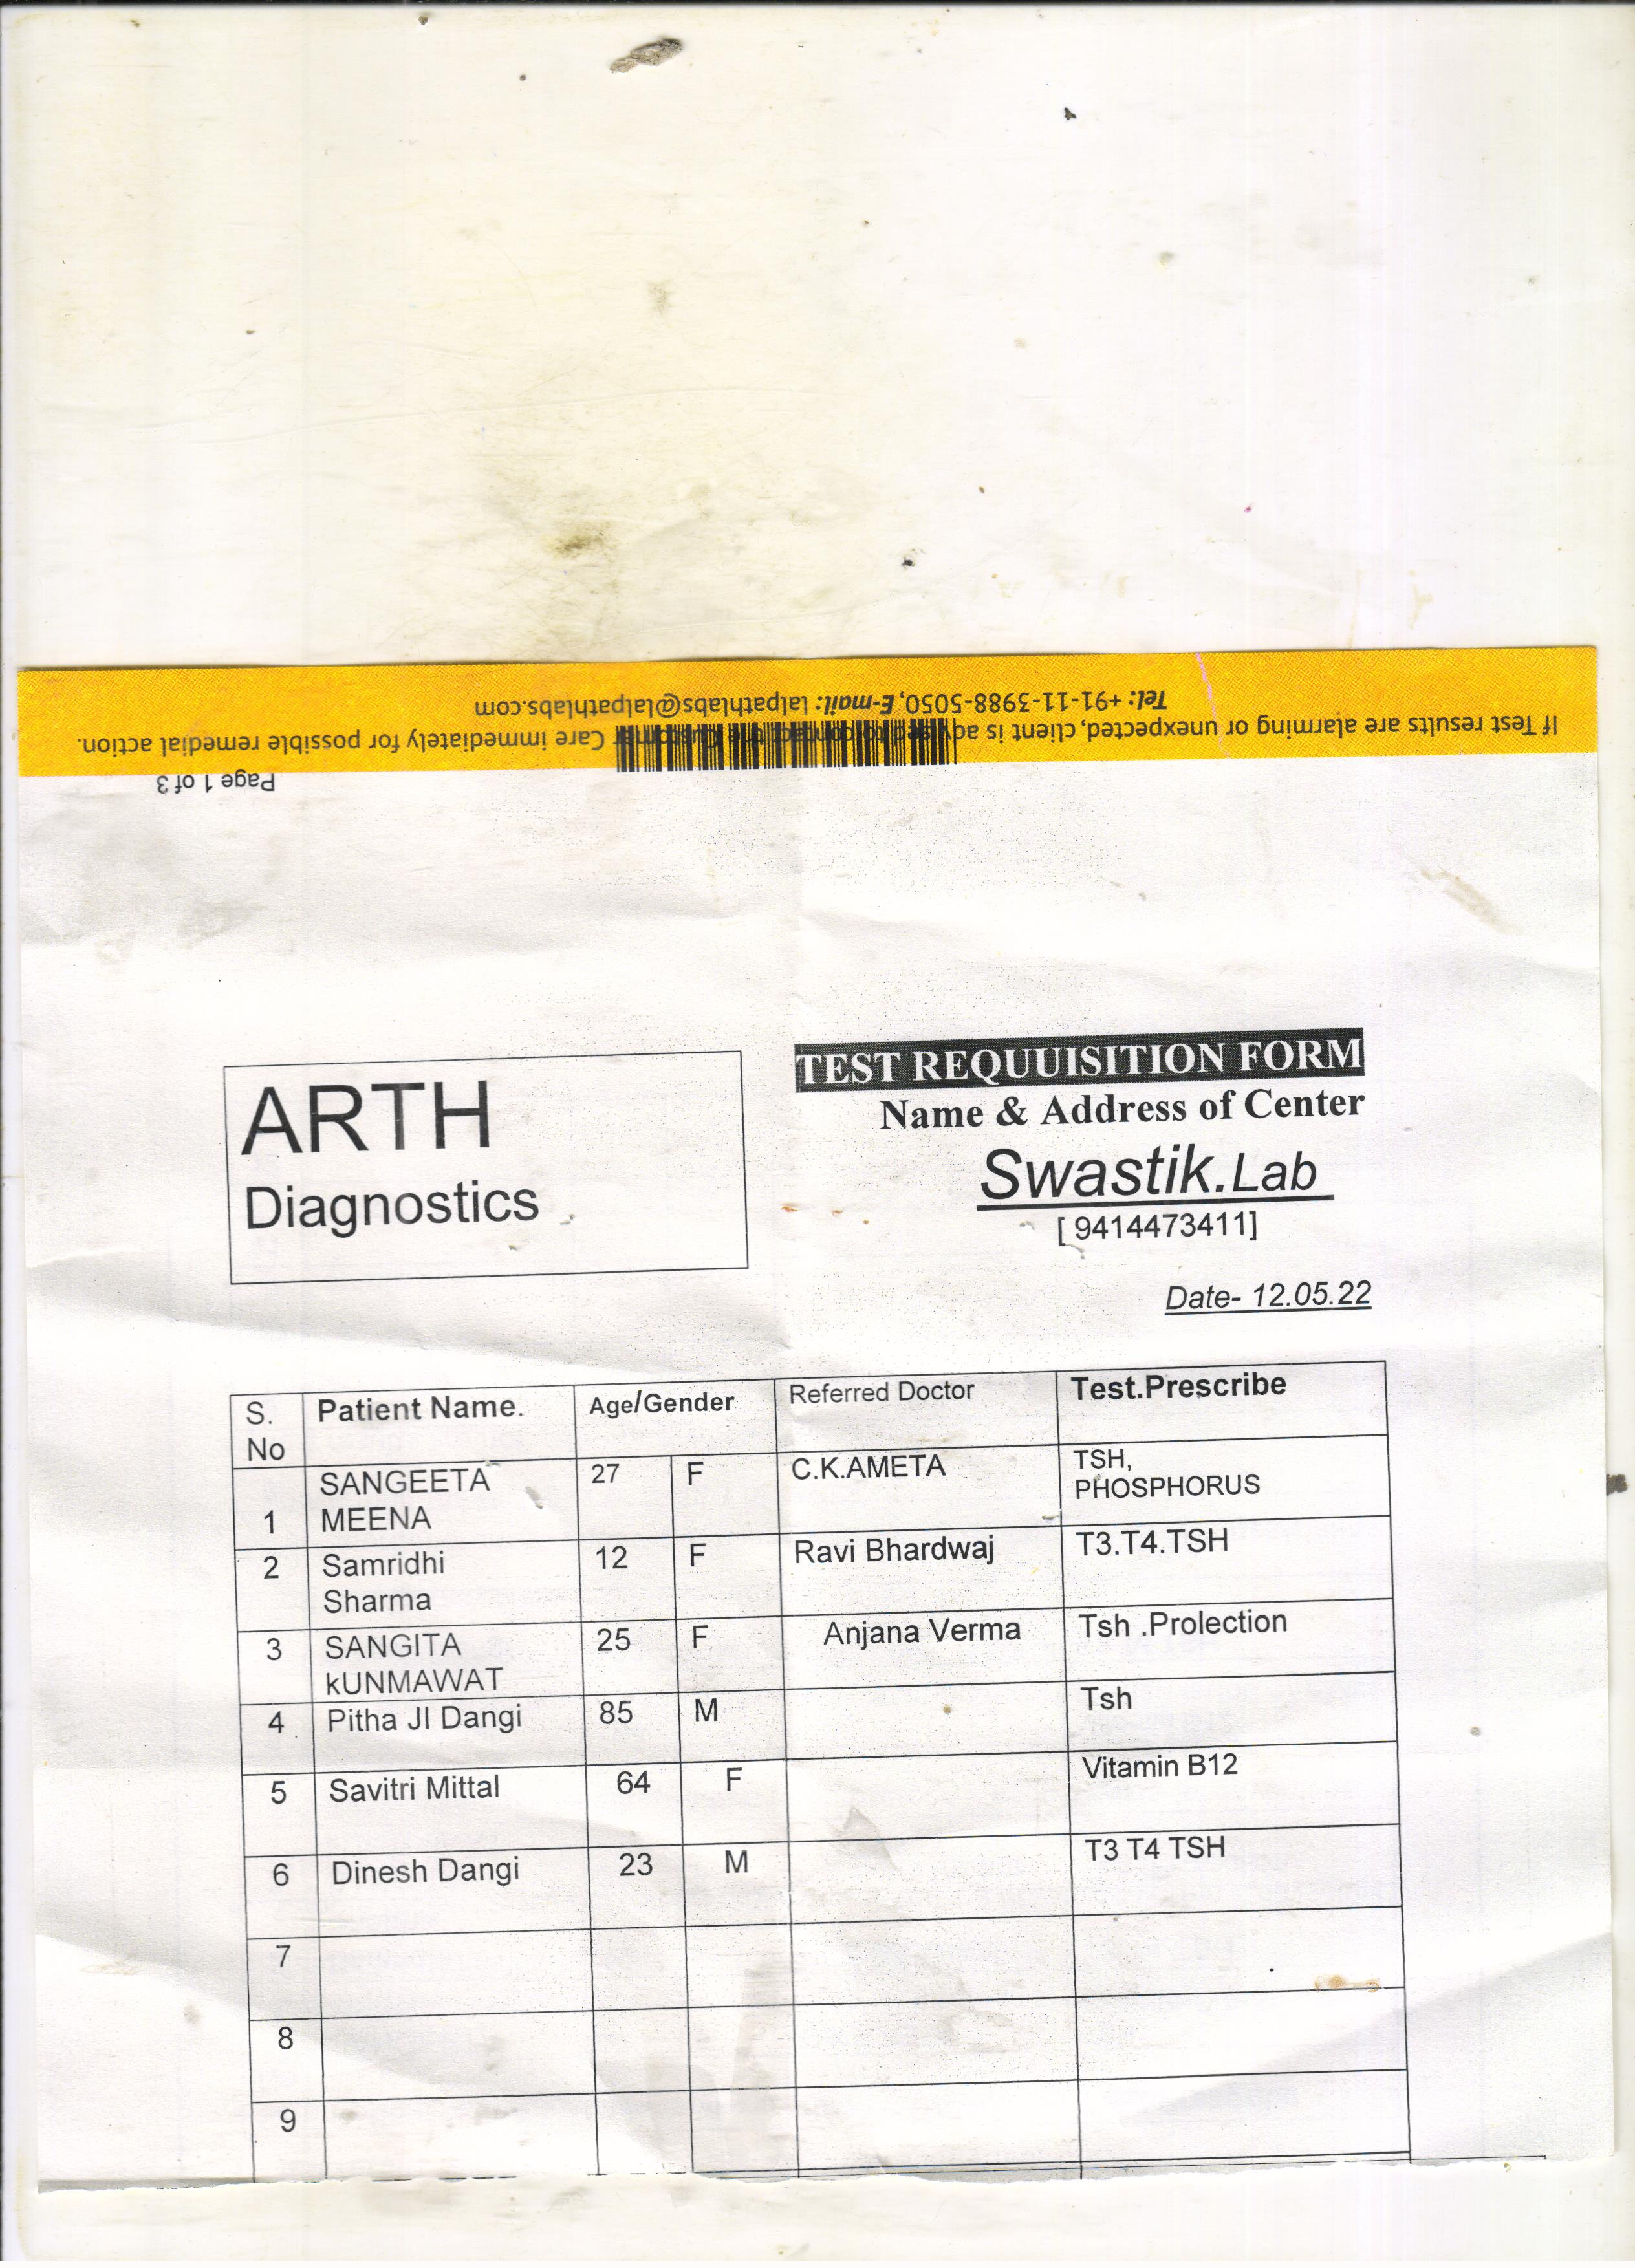 Tel: +91-11-3988-5050, E-mail: lalpathlabs@lalpathlabs.com
If Test results are alarming or unexpected, client is advised to contact the Customer Care immediately for possible remedial action.
Page 1 of 3
ARTH
Diagnostics
TEST REQUUISITION FORM
Name & Address of Center
Swastik.Lab
[ 9414473411]
Date- 12.05.22
S. No Patient Name. Age/Gender Referred Doctor Test.Prescribe
1 SANGEETA MEENA 27 F C.K.AMETA TSH, PHOSPHORUS
2 Samridhi Sharma 12 F Ravi Bhardwaj T3.T4.TSH
3 SANGITA kUNMAWAT 25 F Anjana Verma Tsh .Prolection
4 Pitha JI Dangi 85 M Tsh
5 Savitri Mittal 64 F Vitamin B12
6 Dinesh Dangi 23 M T3 T4 TSH
7
8
9